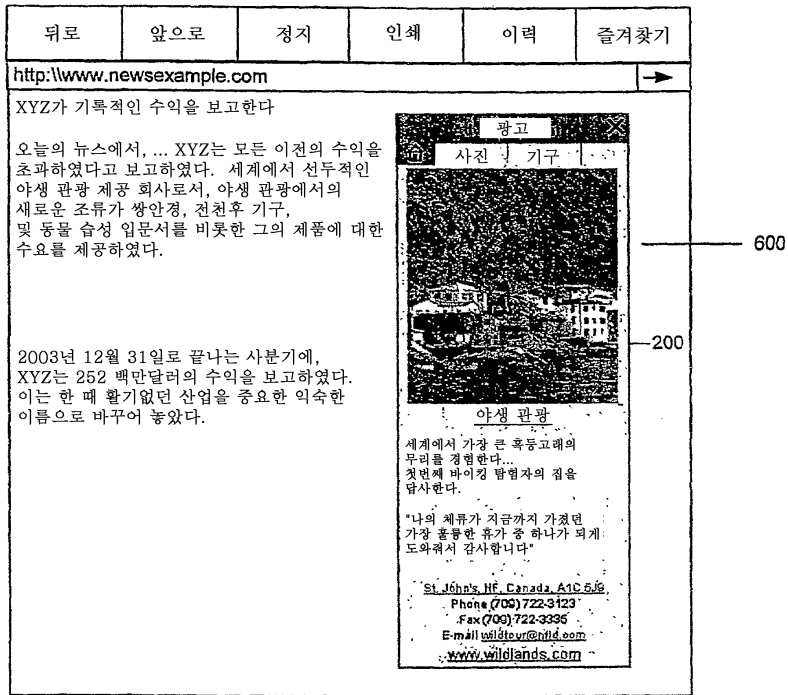 뒤로 앞으로 정지 인쇄 이력 즐겨찾기
http:\\www.newsexample.com
XYZ가 기록적인 수익을 보고한다
오늘의 뉴스에서, ... XYZ는 모든 이전의 수익을
초과하였다고 보고하였다. 세계에서 선두적인
야생 관광 제공 회사로서, 야생 관광에서의
새로운 조류가 쌍안경, 전천후 기구,
및 동물 습성 입문서를 비롯한 그의 제품에 대한
수요를 제공하였다.
2003년 12월 31일로 끝나는 사분기에,
XYZ는 252 백만달러의 수익을 보고하였다.
이는 한 때 활기없던 산업을 중요한 익숙한
이름으로 바꾸어 놓았다.
광고
사진 기구
야생 관광
세계에서 가장 큰 혹등고래의
무리를 경험한다...
첫번째 바이킹 탐험자의 집을
답사한다.
"나의 체류가 지금까지 가졌던
가장 훌륭한 휴가 중 하나가 되게
도와줘서 감사합니다"
St. John's, NF, Canada, A1C 5J9
Phone (709) 722-3123
Fax (709) 722-3335
E-mail wildtour@nfld.com
www.wildlands.com
600
200